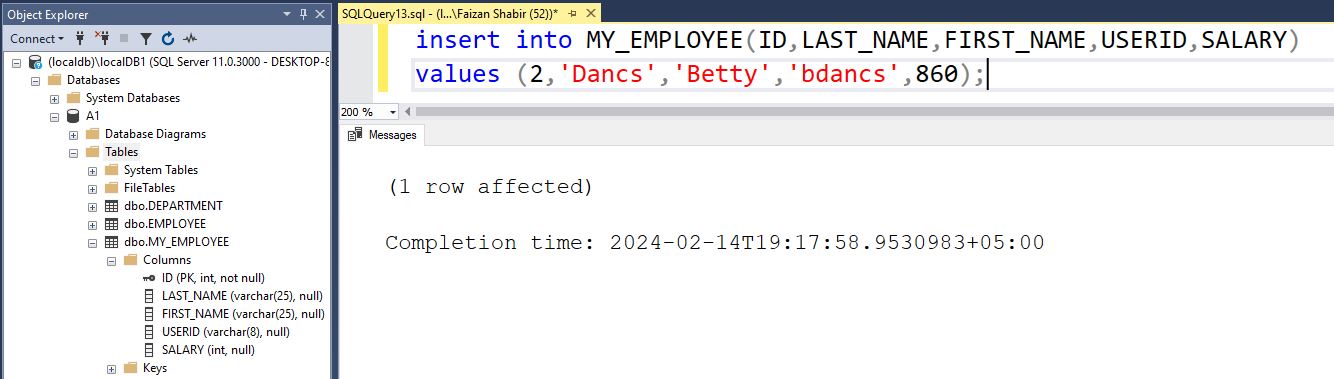 Object Explorer
Connect
(localdb)\localDB1 (SQL Server 11.0.3000 - DESKTOP-8
Databases
System Databases
A1
Database Diagrams
Tables
System Tables
FileTables
dbo.DEPARTMENT
dbo.EMPLOYEE
dbo.MY_EMPLOYEE
Columns
ID (PK, int, not null)
LAST_NAME (varchar(25), null)
FIRST_NAME (varchar(25), null)
USERID (varchar(8), null)
SALARY (int, null)
Keys
SQLQuery13.sql - (l...\Faizan Shabir (52))*
insert into MY_EMPLOYEE(ID,LAST_NAME,FIRST_NAME,USERID,SALARY)
values (2,'Dancs','Betty','bdancs',860);
200 %
Messages
(1 row affected)
Completion time: 2024-02-14T19:17:58.9530983+05:00